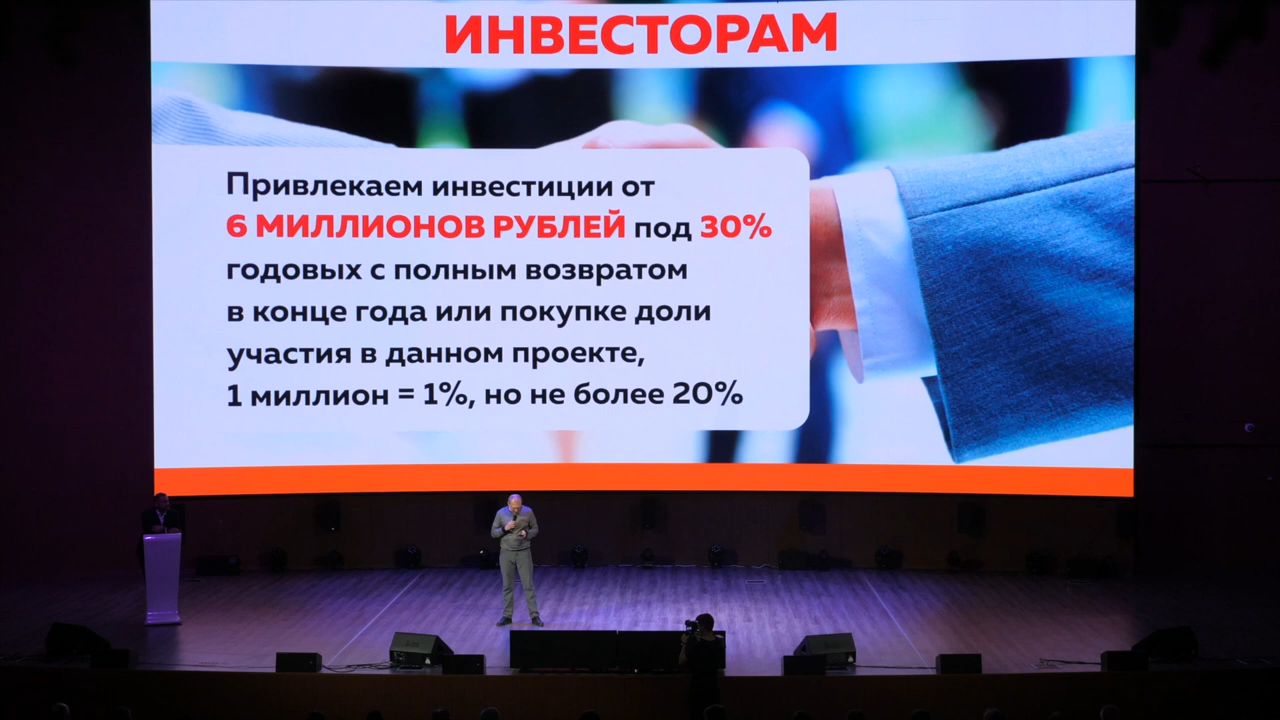 ИНВЕСТОРАМ
Привлекаем инвестиции от
6 МИЛЛИОНОВ РУБЛЕЙ под 30%
годовых с полным возвратом
в конце года или покупке доли
участия в данном проекте,
1 миллион = 1%, но не более 20%